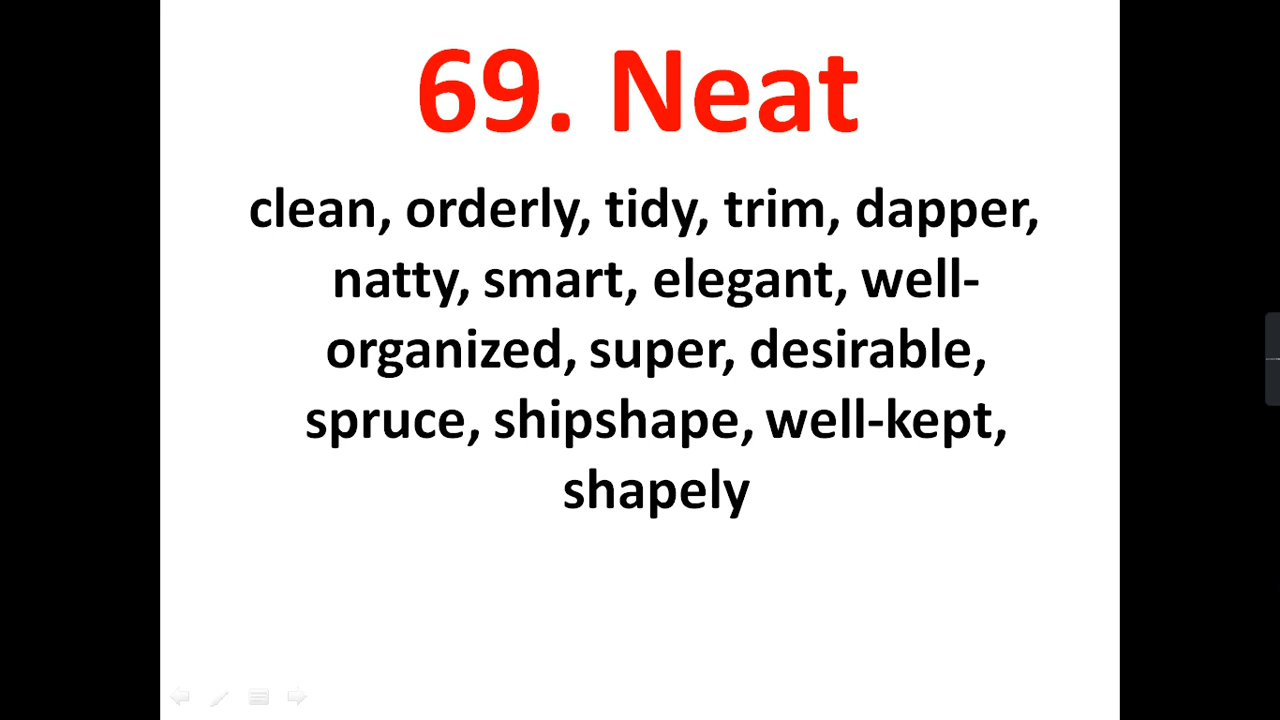 69. Neat
clean, orderly, tidy, trim, dapper,
natty, smart, elegant, well-
organized, super, desirable,
spruce, shipshape, well-kept,
shapely